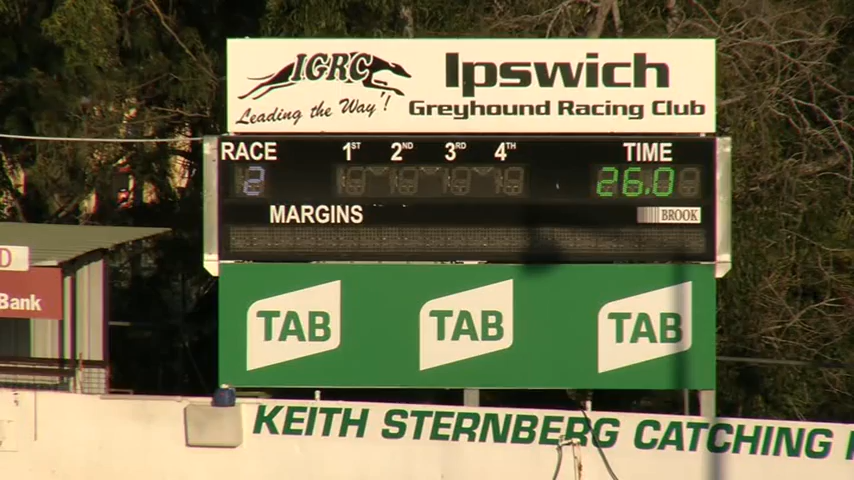 IGRC
Leading the Way!
Ipswich
Greyhound Racing Club
RACE 1ST 2ND 3RD 4TH TIME
2 26.0
MARGINS BROOK
D
Bank
TAB TAB TAB
KEITH STERNBERG CATCHING